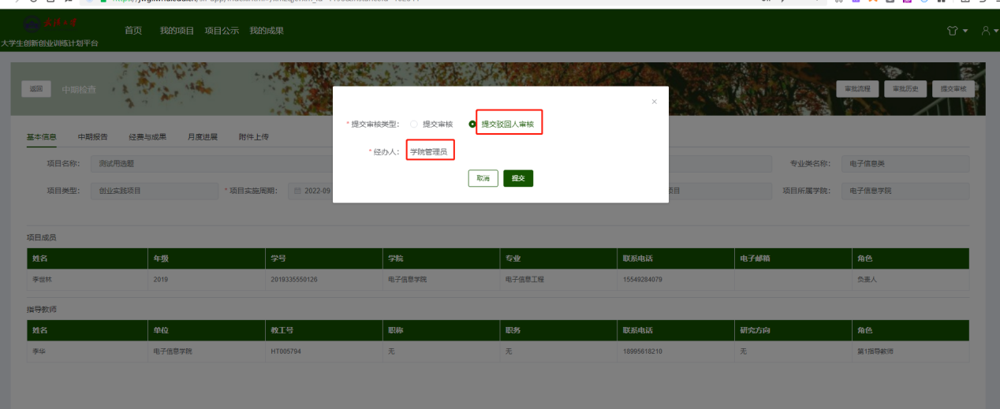 首页 我的项目 项目公示 我的成果
大学生创新创业训练计划平台
返回 中期检查 审批流程 审批历史 提交审核
×
* 提交审核类型: 提交审核 提交驳回人审核
* 经办人: 学院管理员
取消 提交
基本信息 中期报告 经费与成果 月度进展 附件上传
项目名称: 测试用选题 专业类名称: 电子信息类
项目类型: 创业实践项目 * 项目实施周期: 2022-09 项目 项目所属学院: 电子信息学院
项目成员
姓名 年级 学号 学院 专业 联系电话 电子邮箱 角色
李世林 2019 2019335550126 电子信息学院 电子信息工程 15549284079 负责人
指导教师
姓名 单位 教工号 职称 职务 联系电话 研究方向 角色
李华 电子信息学院 HT005794 无 无 18995618210 无 第1指导教师